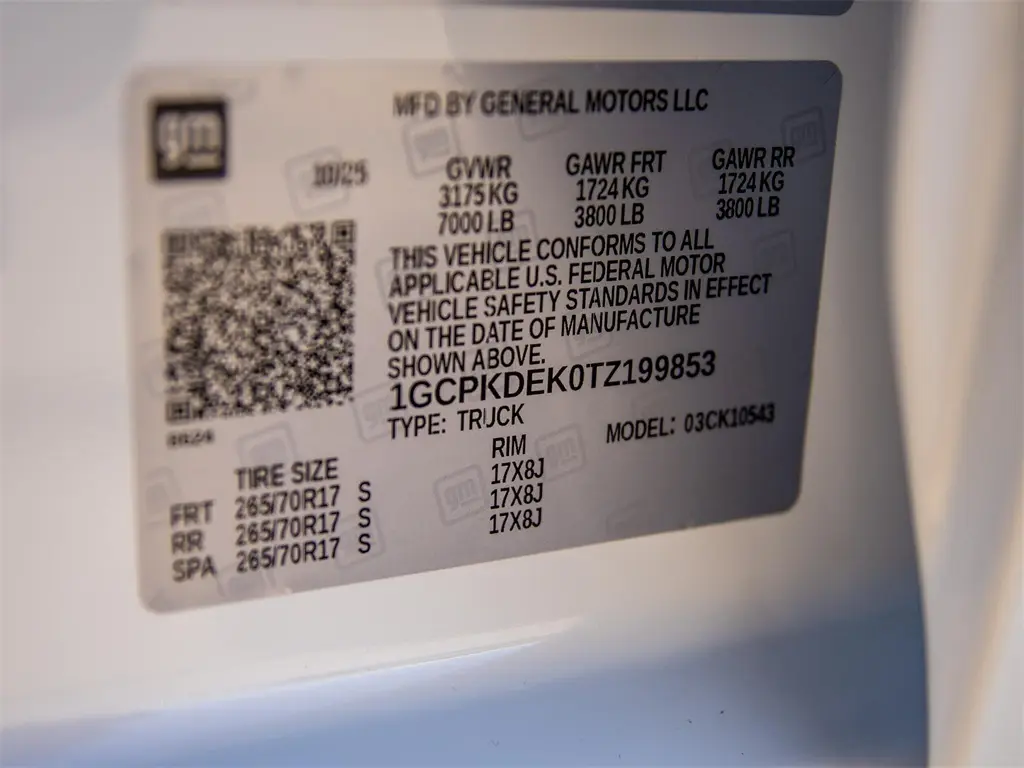 gm
MFD BY GENERAL MOTORS LLC
10/25 GVWR GAWR FRT GAWR RR
3175 KG 1724 KG 1724 KG
7000 LB 3800 LB 3800 LB
THIS VEHICLE CONFORMS TO ALL
APPLICABLE U.S. FEDERAL MOTOR
VEHICLE SAFETY STANDARDS IN EFFECT
ON THE DATE OF MANUFACTURE
SHOWN ABOVE.
1GCPKDEK0TZ199853
TYPE: TRUCK
MODEL: 03CK10543
TIRE SIZE RIM
FRT 265/70R17 S 17X8J
RR 265/70R17 S 17X8J
SPA 265/70R17 S 17X8J